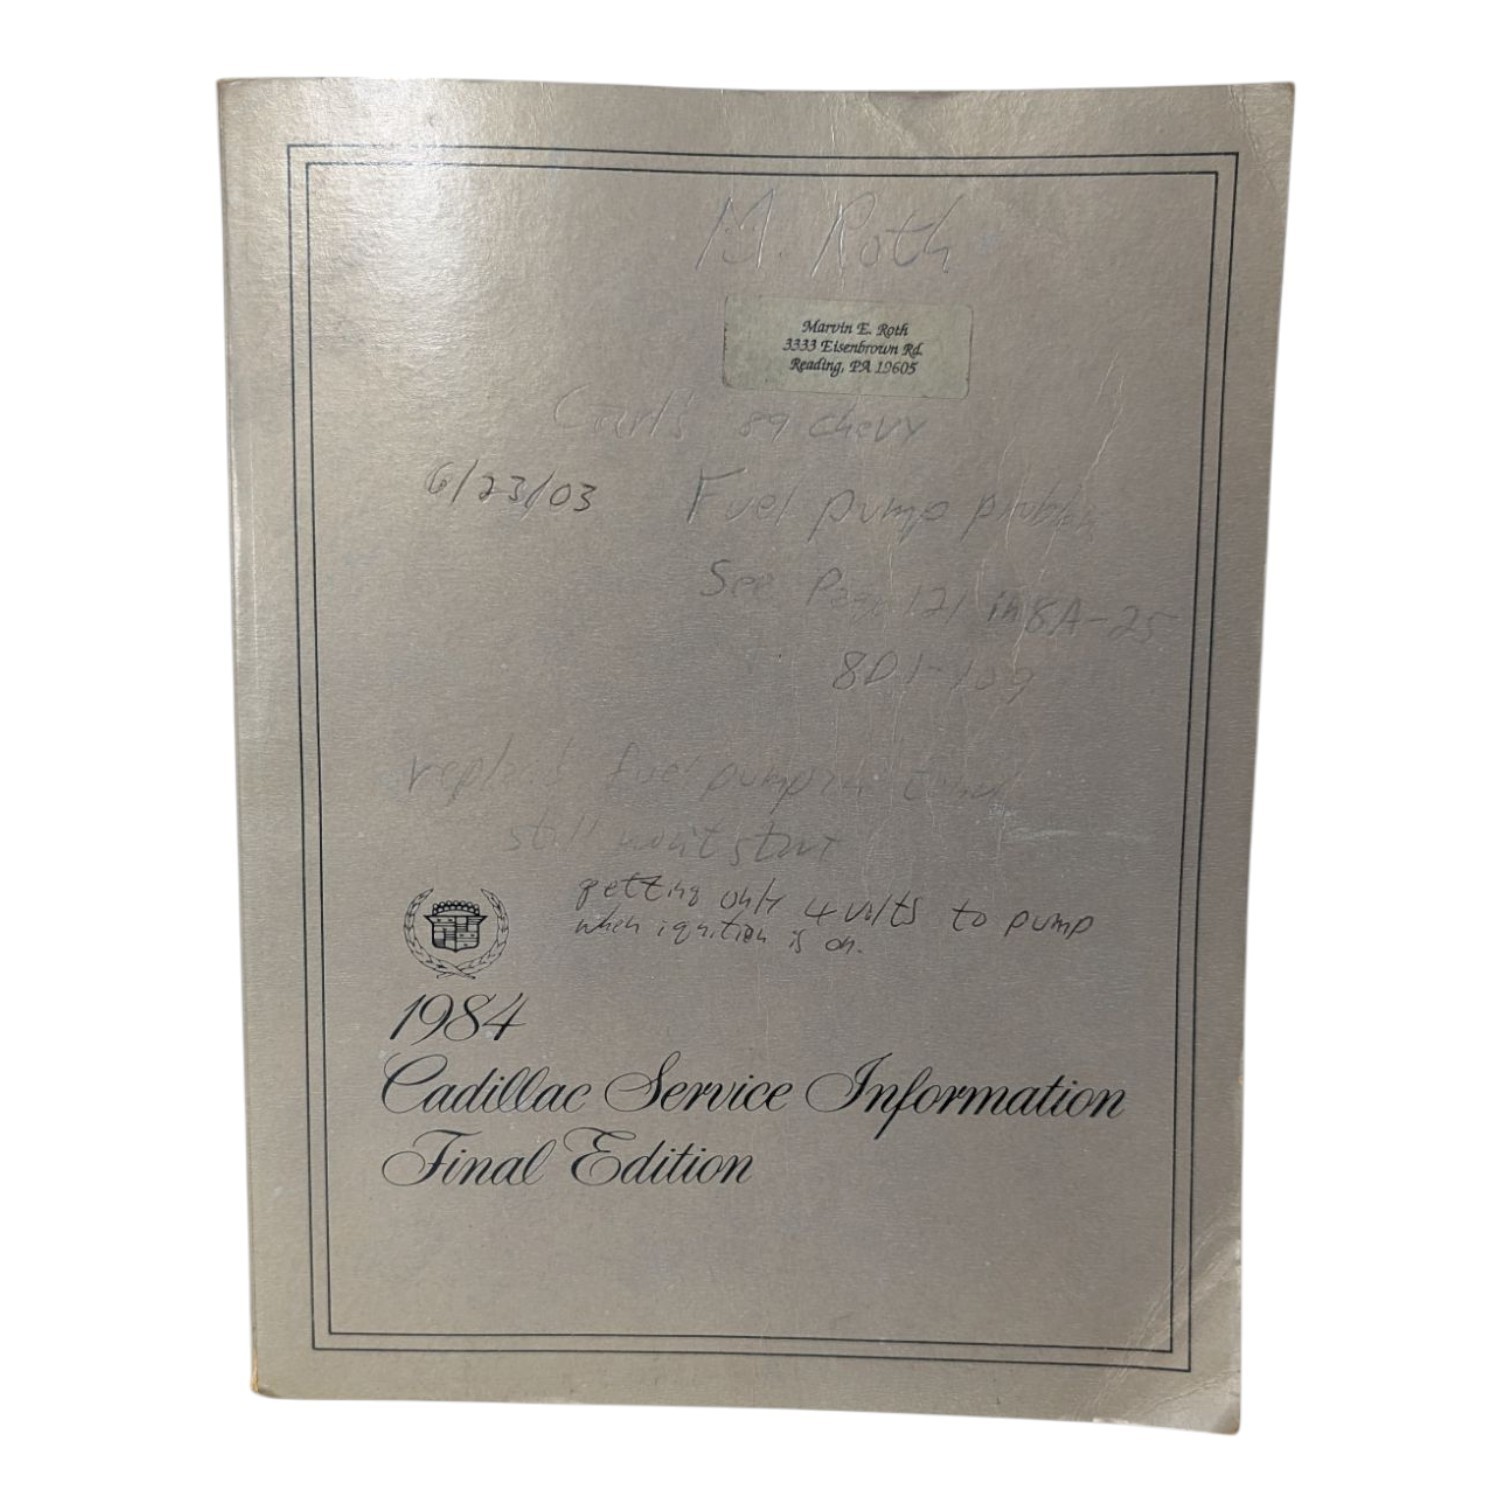 M. Roth
Marvin E. Roth
3333 Eisenbrown Rd.
Reading, PA 19605
Carl's '89 Chevy
6/23/03 Fuel pump problem
See Page 121 in 8A-25
8D1-109
fuel pump
still won't start
getting only 4 volts to pump
when ignition is on.
1984
Cadillac Service Information
Final Edition